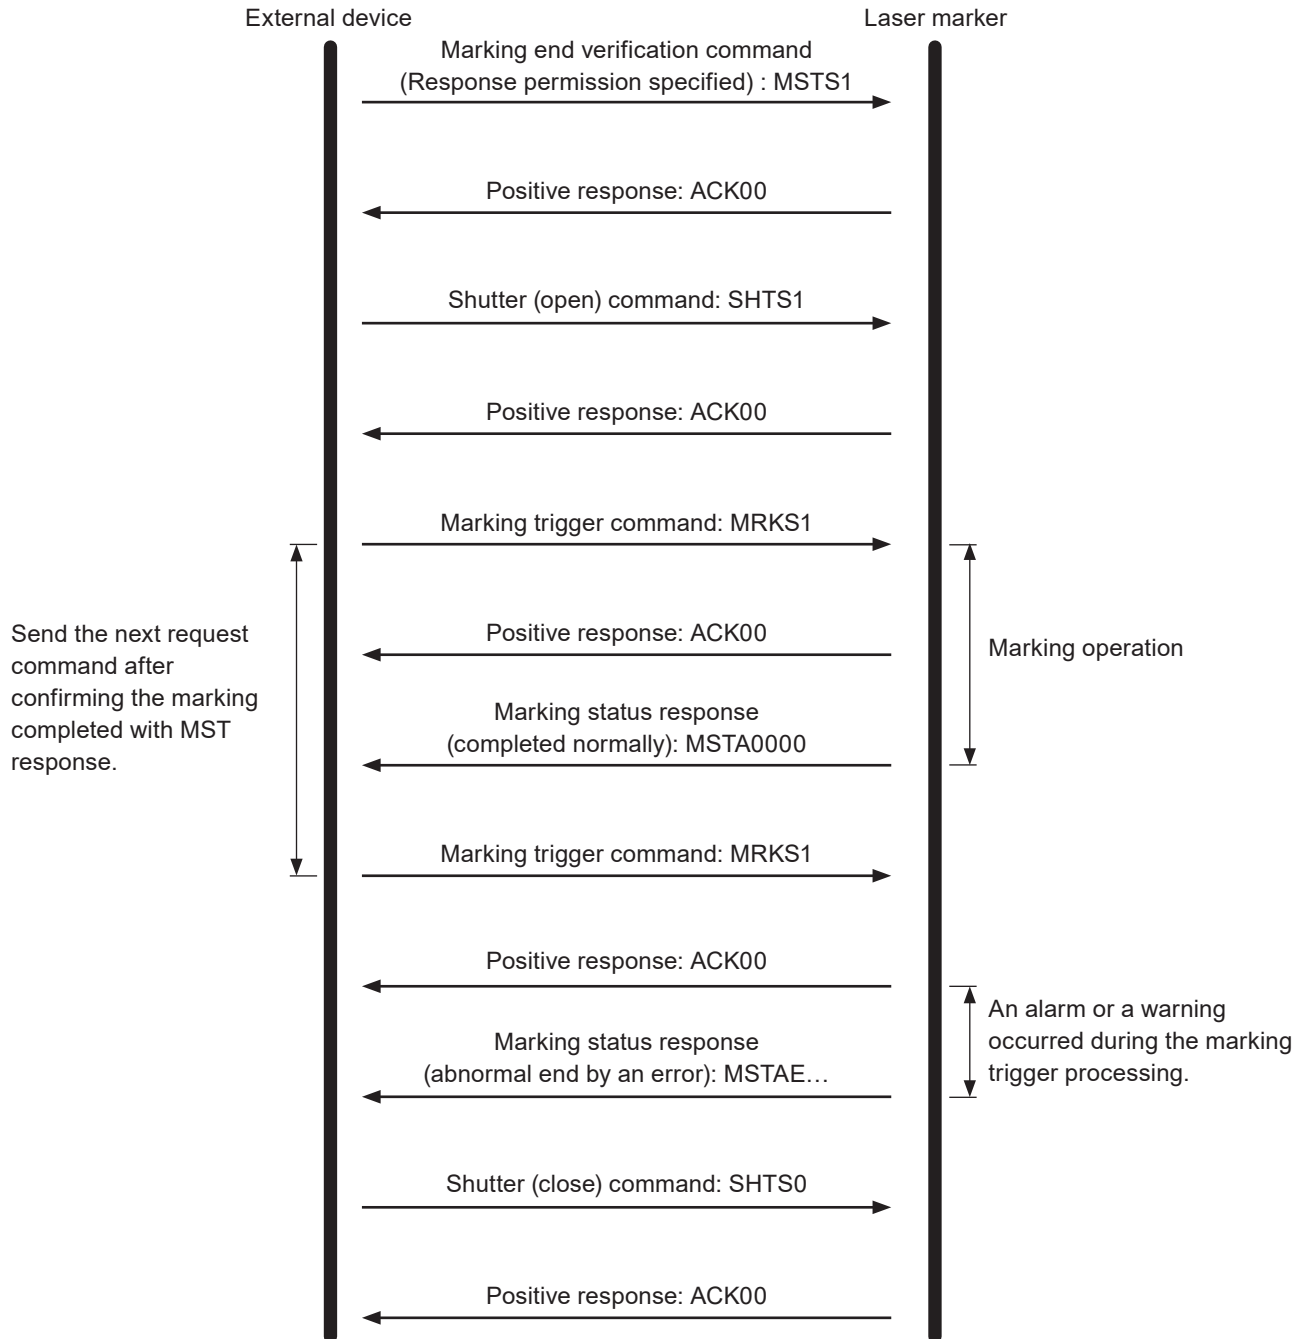 External device
Laser marker
Marking end verification command
(Response permission specified) : MSTS1
Positive response: ACK00
Shutter (open) command: SHTS1
Positive response: ACK00
Marking trigger command: MRKS1
Send the next request
command after
confirming the marking
completed with MST
response.
Positive response: ACK00
Marking operation
Marking status response
(completed normally): MSTA0000
Marking trigger command: MRKS1
Positive response: ACK00
An alarm or a warning
occurred during the marking
trigger processing.
Marking status response
(abnormal end by an error): MSTAE…
Shutter (close) command: SHTS0
Positive response: ACK00